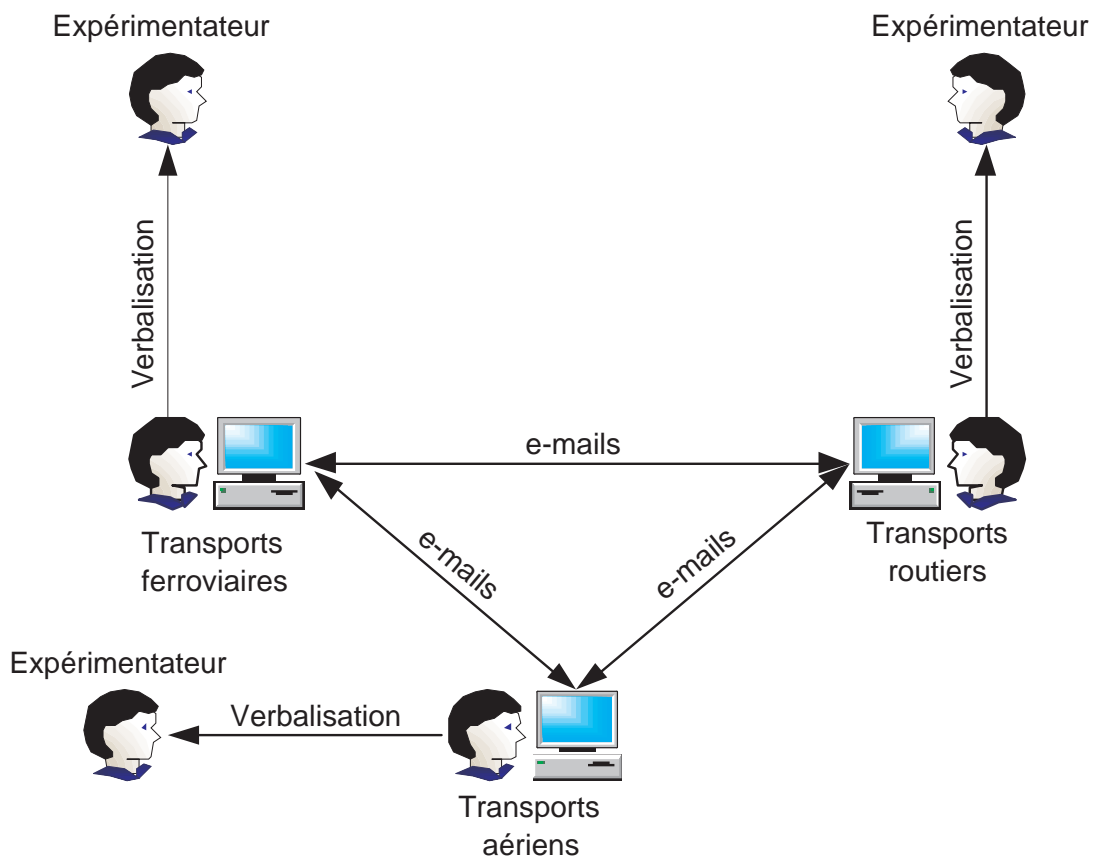 Expérimentateur
Expérimentateur
Verbalisation
Verbalisation
e-mails
Transports
ferroviaires
Transports
routiers
e-mails
e-mails
Expérimentateur
Verbalisation
Transports
aériens